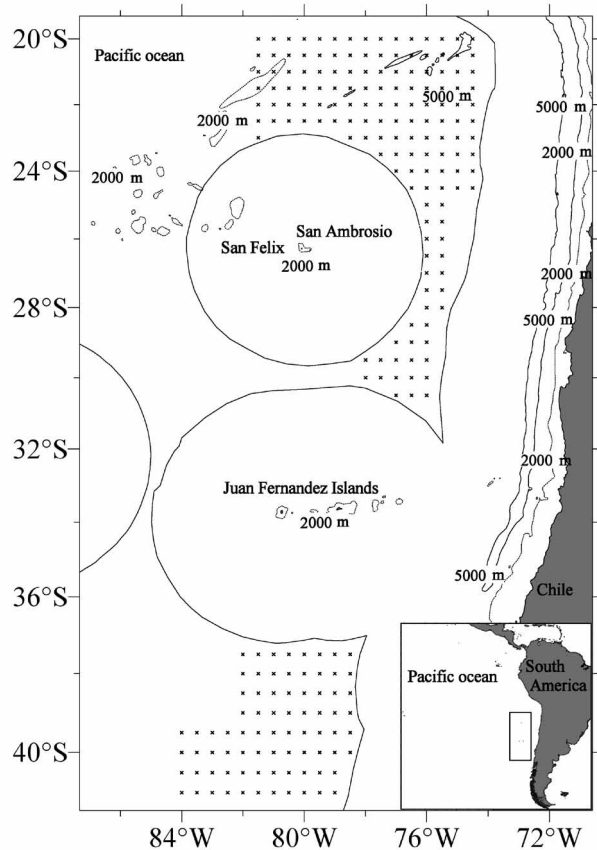 20°S
Pacific ocean
5000 m
5000 m
2000 m
2000 m
24°S
2000 m
San Ambrosio
San Felix
2000 m
2000 m
28°S
5000 m
32°S
2000 m
Juan Fernandez Islands
2000 m
5000 m
36°S
Chile
South
Pacific ocean
America
40°S
84°W
80°W
76°W
72°W